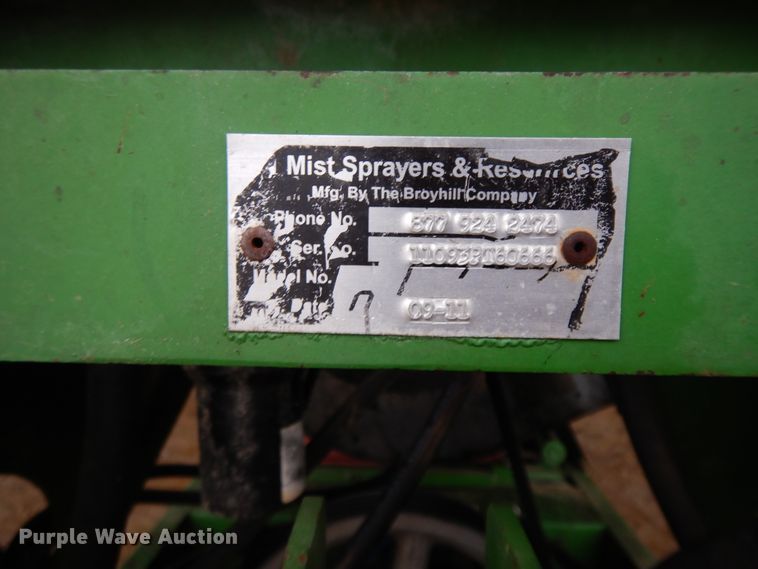 Mist Sprayers & Resources
Mfg. By The Broyhill Company
Phone No. 877 924 2474
Ser. No.
Model No.
Date 09-11
Purple Wave Auction